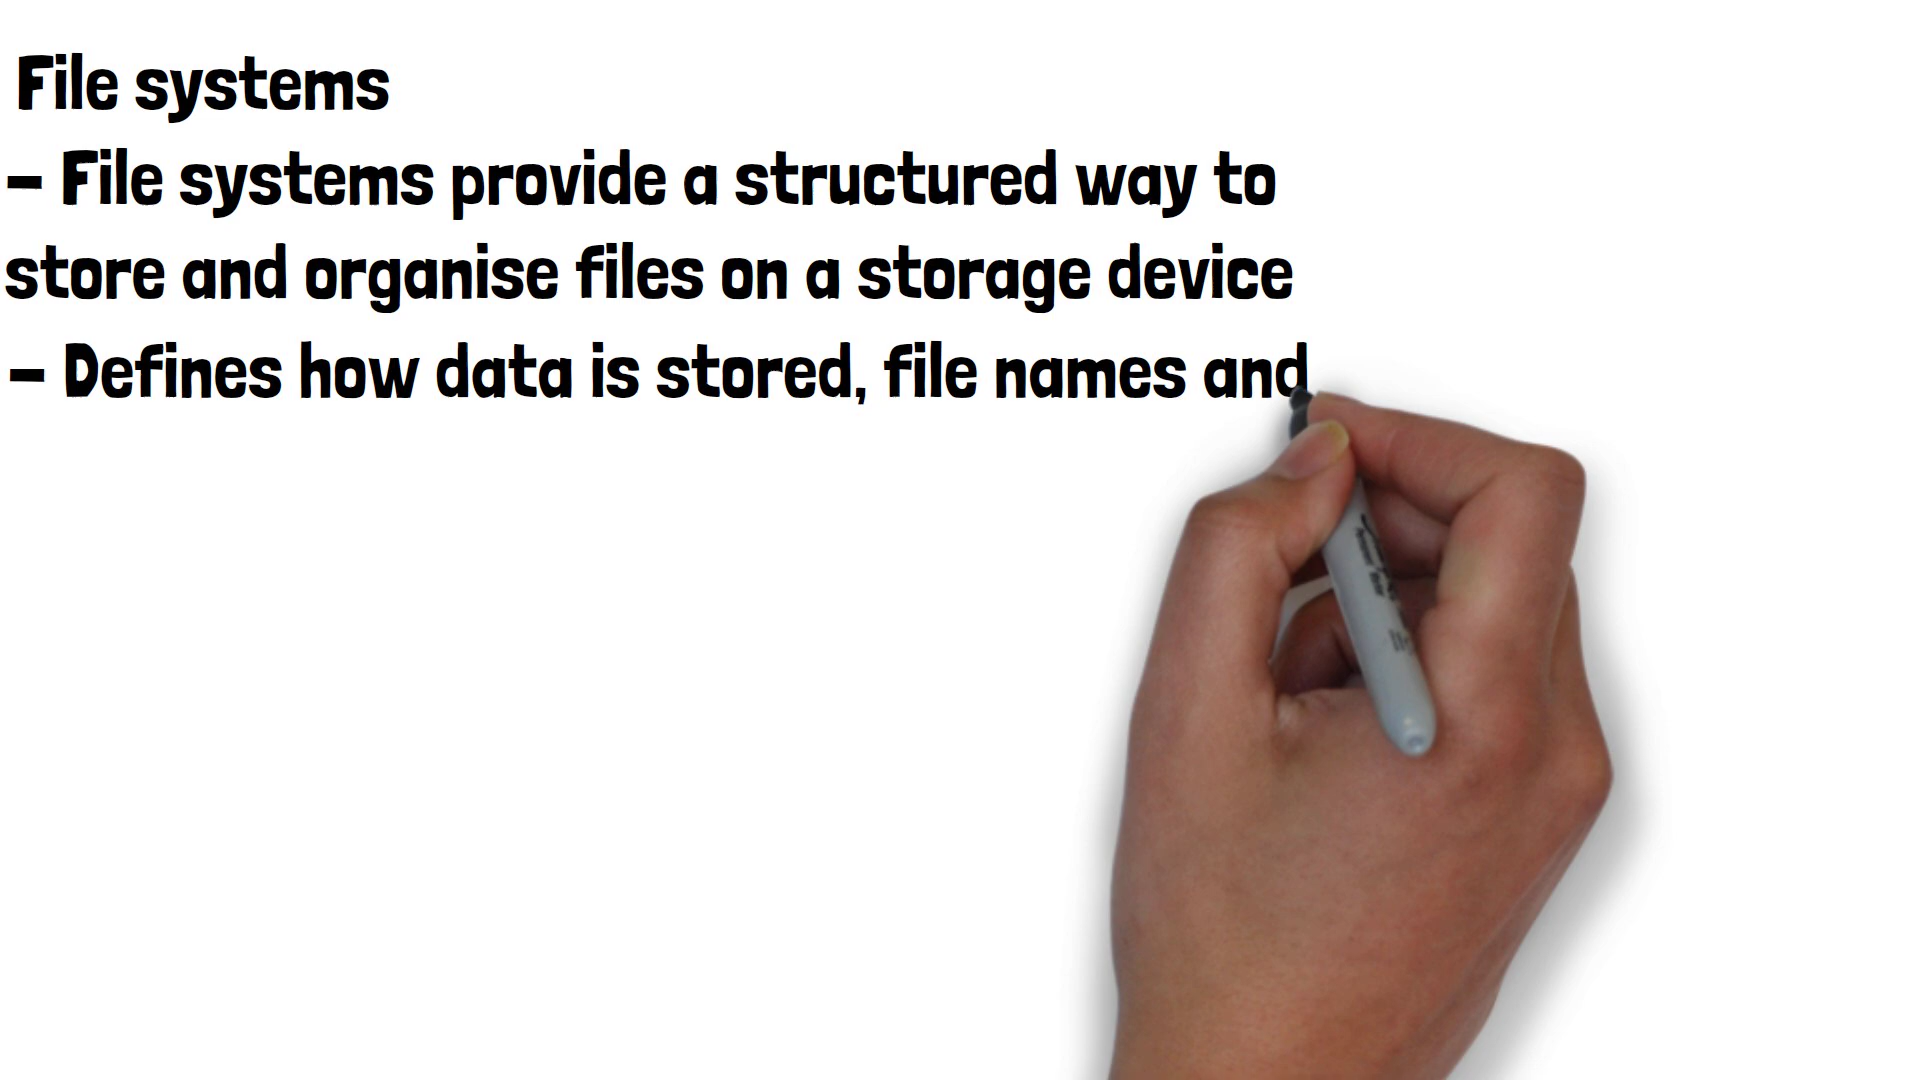 File systems
- File systems provide a structured way to
store and organise files on a storage device
- Defines how data is stored, file names and